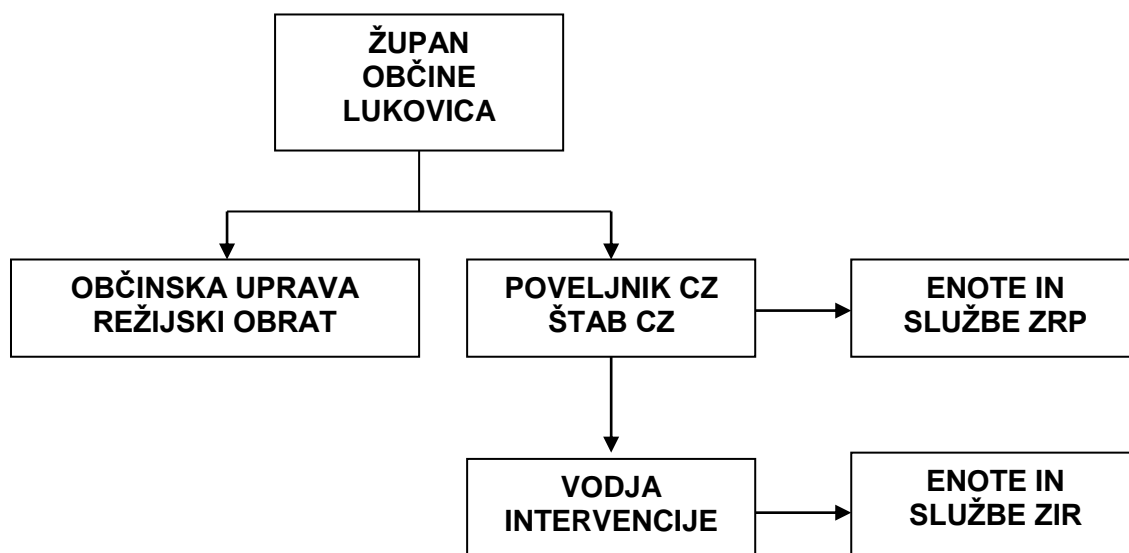 ŽUPAN
OBČINE
LUKOVICA
OBČINSKA UPRAVA
REŽIJSKI OBRAT
POVELJNIK CZ
ŠTAB CZ
ENOTE IN
SLUŽBE ZRP
VODJA
INTERVENCIJE
ENOTE IN
SLUŽBE ZIR